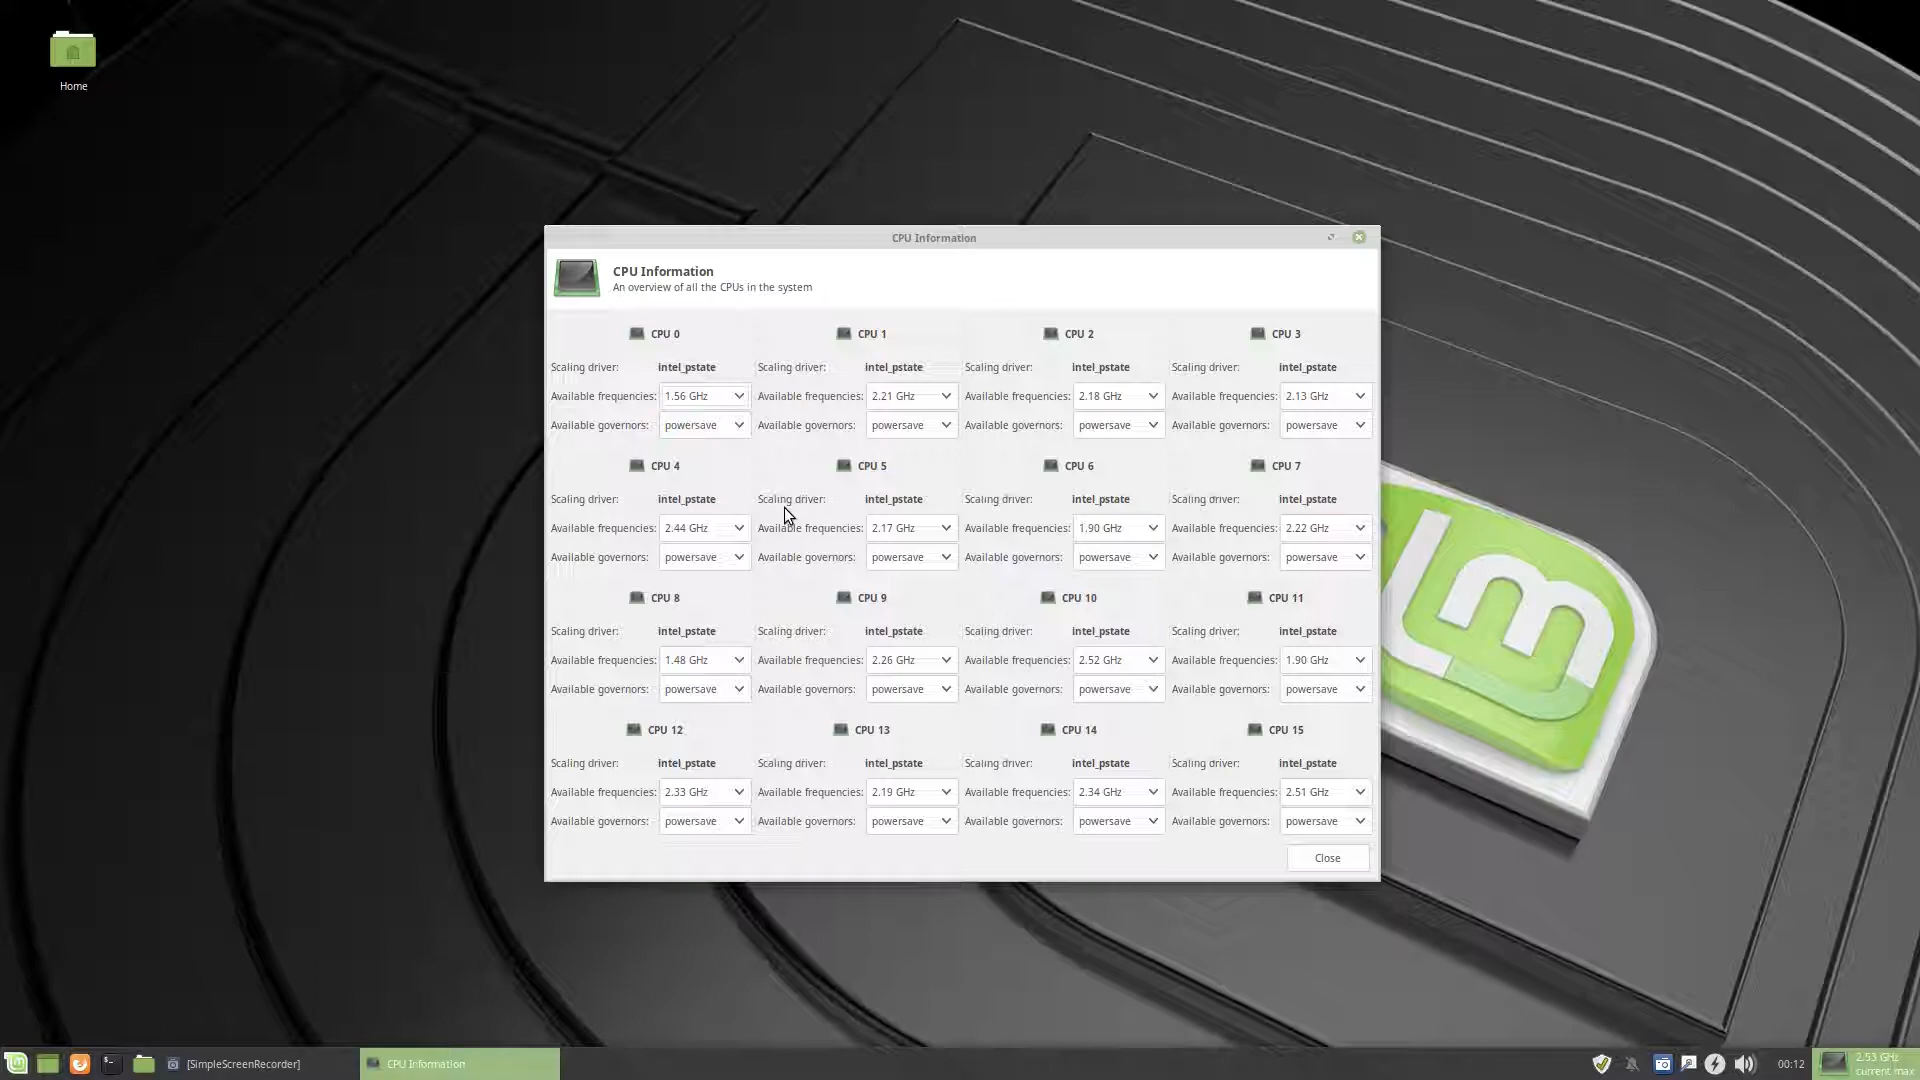 Home
CPU Information
CPU Information
An overview of all the CPUs in the system
CPU 0 CPU 1 CPU 2 CPU 3
Scaling driver: intel_pstate Scaling driver: intel_pstate Scaling driver: intel_pstate Scaling driver: intel_pstate
Available frequencies: 1.56 GHz Available frequencies: 2.21 GHz Available frequencies: 2.18 GHz Available frequencies: 2.13 GHz
Available governors: powersave Available governors: powersave Available governors: powersave Available governors: powersave
CPU 4 CPU 5 CPU 6 CPU 7
Scaling driver: intel_pstate Scaling driver: intel_pstate Scaling driver: intel_pstate Scaling driver: intel_pstate
Available frequencies: 2.44 GHz Available frequencies: 2.17 GHz Available frequencies: 1.90 GHz Available frequencies: 2.22 GHz
Available governors: powersave Available governors: powersave Available governors: powersave Available governors: powersave
CPU 8 CPU 9 CPU 10 CPU 11
Scaling driver: intel_pstate Scaling driver: intel_pstate Scaling driver: intel_pstate Scaling driver: intel_pstate
Available frequencies: 1.48 GHz Available frequencies: 2.26 GHz Available frequencies: 2.52 GHz Available frequencies: 1.90 GHz
Available governors: powersave Available governors: powersave Available governors: powersave Available governors: powersave
CPU 12 CPU 13 CPU 14 CPU 15
Scaling driver: intel_pstate Scaling driver: intel_pstate Scaling driver: intel_pstate Scaling driver: intel_pstate
Available frequencies: 2.33 GHz Available frequencies: 2.19 GHz Available frequencies: 2.34 GHz Available frequencies: 2.51 GHz
Available governors: powersave Available governors: powersave Available governors: powersave Available governors: powersave
Close
[SimpleScreenRecorder] CPU Information 00:12 2.53 GHz
current max